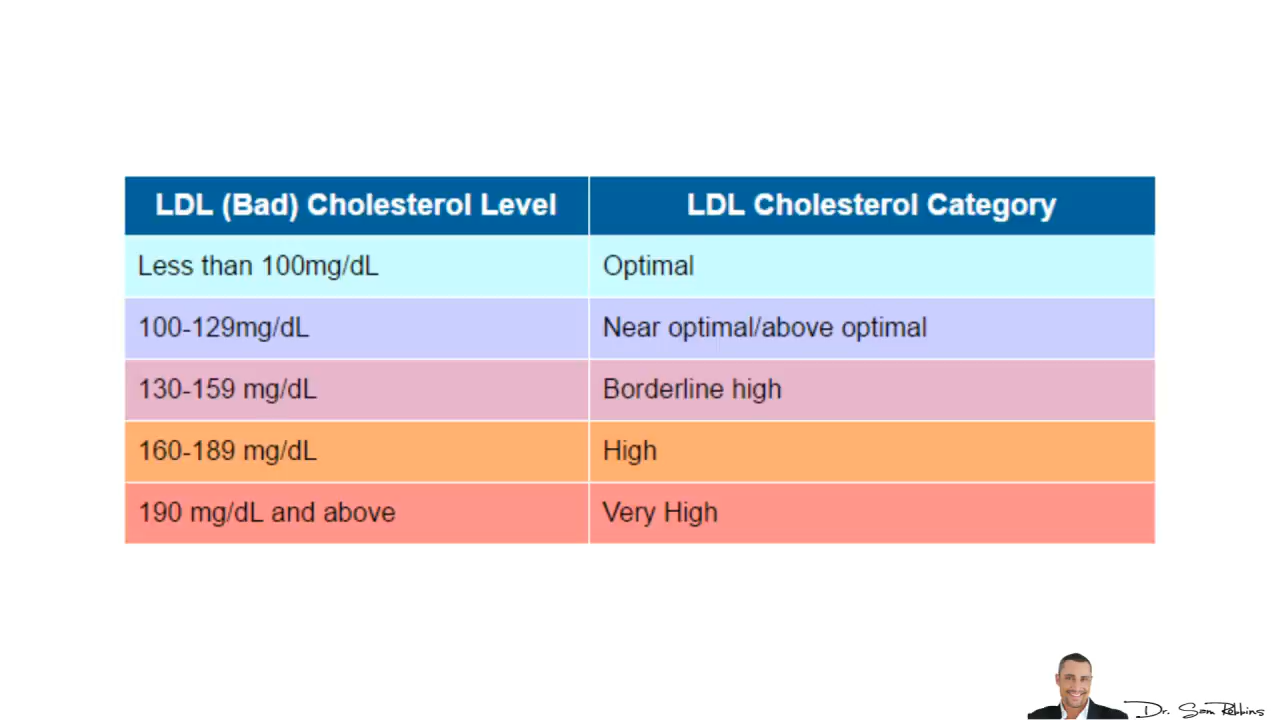 LDL (Bad) Cholesterol Level LDL Cholesterol Category
Less than 100mg/dL Optimal
100-129mg/dL Near optimal/above optimal
130-159 mg/dL Borderline high
160-189 mg/dL High
190 mg/dL and above Very High
Dr. Sam Robbins